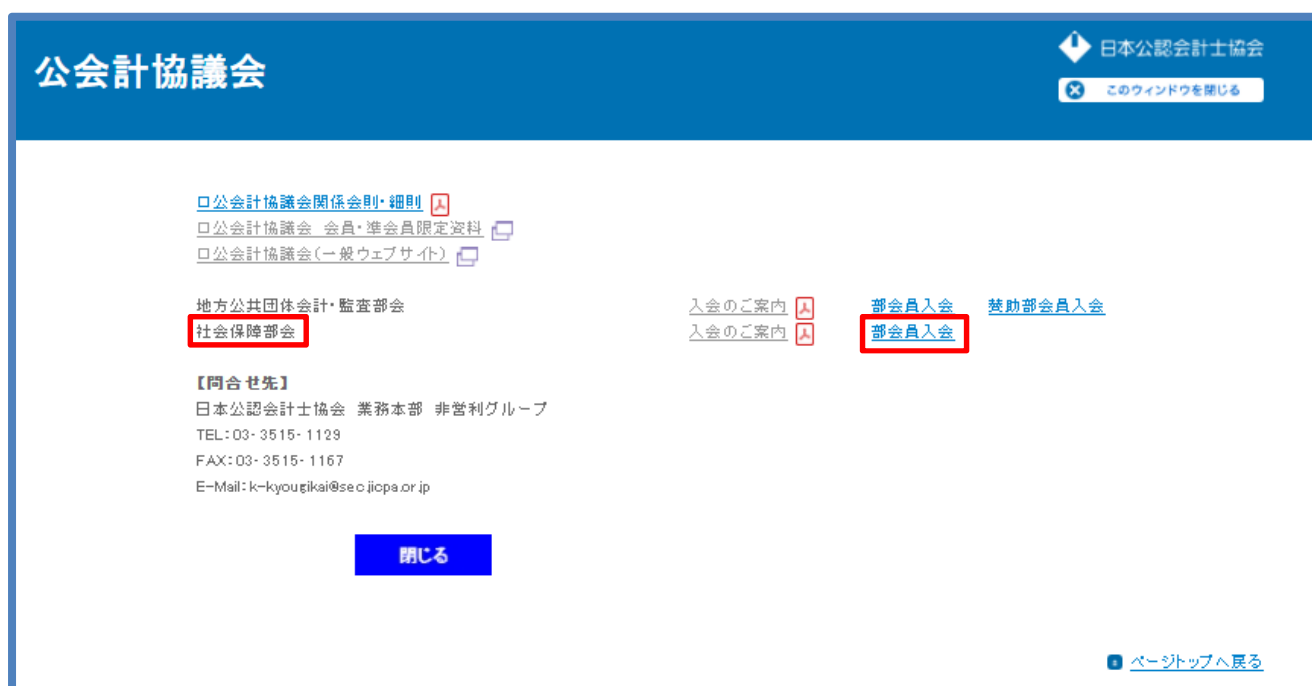 公会計協議会
日本公認会計士協会
このウィンドウを閉じる
□公会計協議会関係会則・細則
□公会計協議会 会員・準会員限定資料
□公会計協議会(一般ウェブサイト)
地方公共団体会計・監査部会 入会のご案内 部会員入会 賛助部会員入会
社会保障部会 入会のご案内 部会員入会
【問合せ先】
日本公認会計士協会 業務本部 非営利グループ
TEL:03-3515-1129
FAX:03-3515-1167
E-Mail:k-kyougikai@sec.jicpa.or.jp
閉じる
ページトップへ戻る